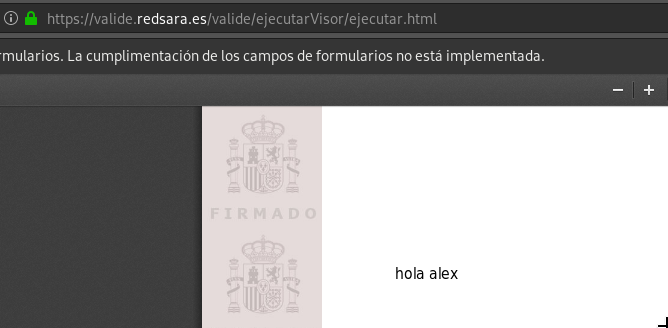 https://valide.redsara.es/valide/ejecutarVisor/ejecutar.html
rmularios. La cumplimentación de los campos de formularios no está implementada.
FIRMADO
hola alex